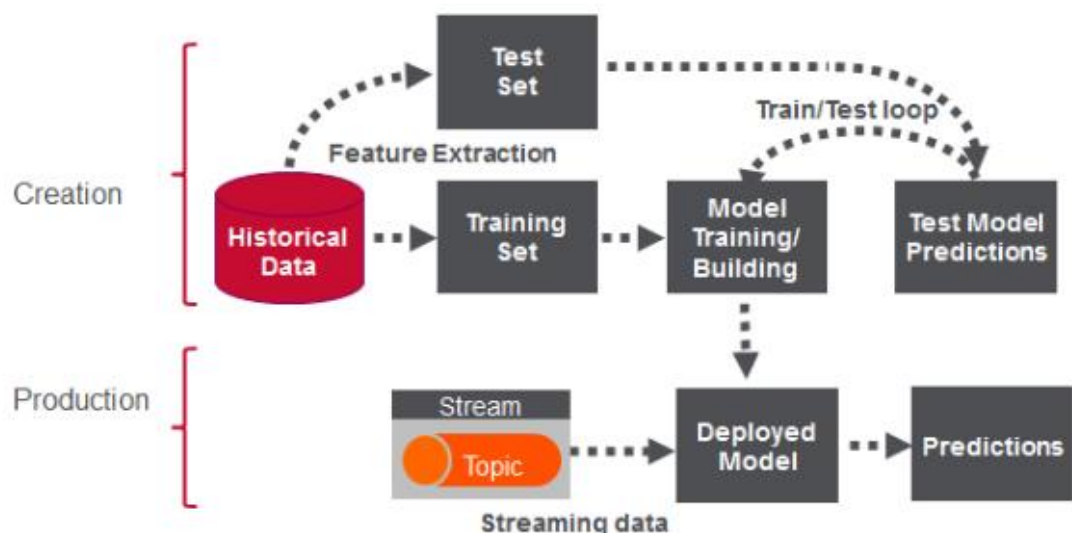 Test
Set
Train/Test loop
Feature Extraction
Creation
Historical
Data
Training
Set
Model
Training/
Building
Test Model
Predictions
Production
Stream
Topic
Deployed
Model
Predictions
Streaming data